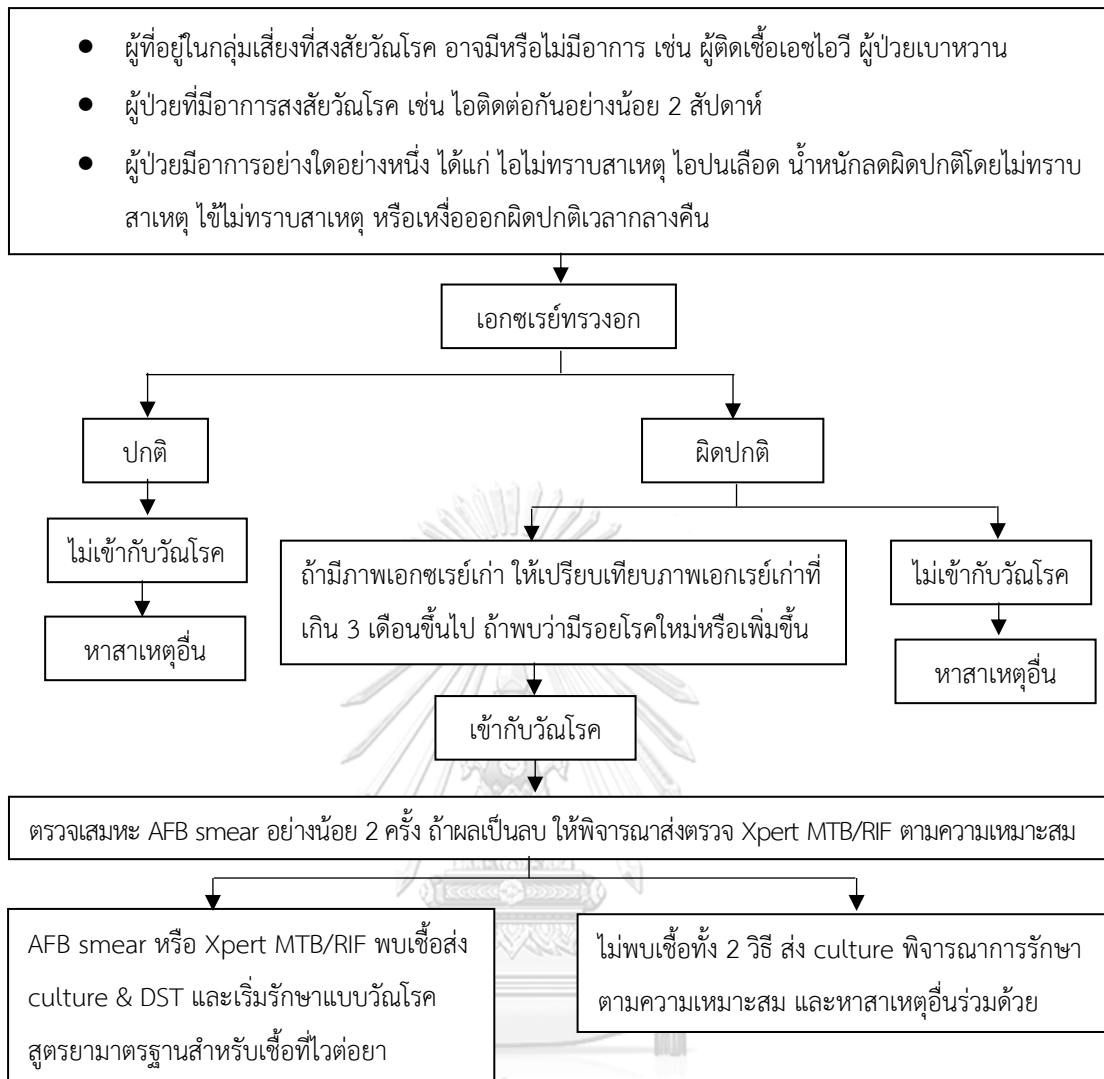 ● ผู้ที่อยู่ในกลุ่มเสี่ยงที่สงสัยวัณโรค อาจมีหรือไม่มีอาการ เช่น ผู้ติดเชื้อเอชไอวี ผู้ป่วยเบาหวาน
● ผู้ป่วยที่มีอาการสงสัยวัณโรค เช่น ไอติดต่อกันอย่างน้อย 2 สัปดาห์
● ผู้ป่วยมีอาการอย่างใดอย่างหนึ่ง ได้แก่ ไอไม่ทราบสาเหตุ ไอปนเลือด น้ำหนักลดผิดปกติโดยไม่ทราบ
สาเหตุ ไข้ไม่ทราบสาเหตุ หรือเหงื่อออกผิดปกติเวลากลางคืน
เอกซเรย์ทรวงอก
ปกติ
ผิดปกติ
ไม่เข้ากับวัณโรค
หาสาเหตุอื่น
ถ้ามีภาพเอกซเรย์เก่า ให้เปรียบเทียบภาพเอกเรย์เก่าที่
เกิน 3 เดือนขึ้นไป ถ้าพบว่ามีรอยโรคใหม่หรือเพิ่มขึ้น
ไม่เข้ากับวัณโรค
หาสาเหตุอื่น
เข้ากับวัณโรค
ตรวจเสมหะ AFB smear อย่างน้อย 2 ครั้ง ถ้าผลเป็นลบ ให้พิจารณาส่งตรวจ Xpert MTB/RIF ตามความเหมาะสม
AFB smear หรือ Xpert MTB/RIF พบเชื้อส่ง
culture & DST และเริ่มรักษาแบบวัณโรค
สูตรยามาตรฐานสำหรับเชื้อที่ไวต่อยา
ไม่พบเชื้อทั้ง 2 วิธี ส่ง culture พิจารณาการรักษา
ตามความเหมาะสม และหาสาเหตุอื่นร่วมด้วย